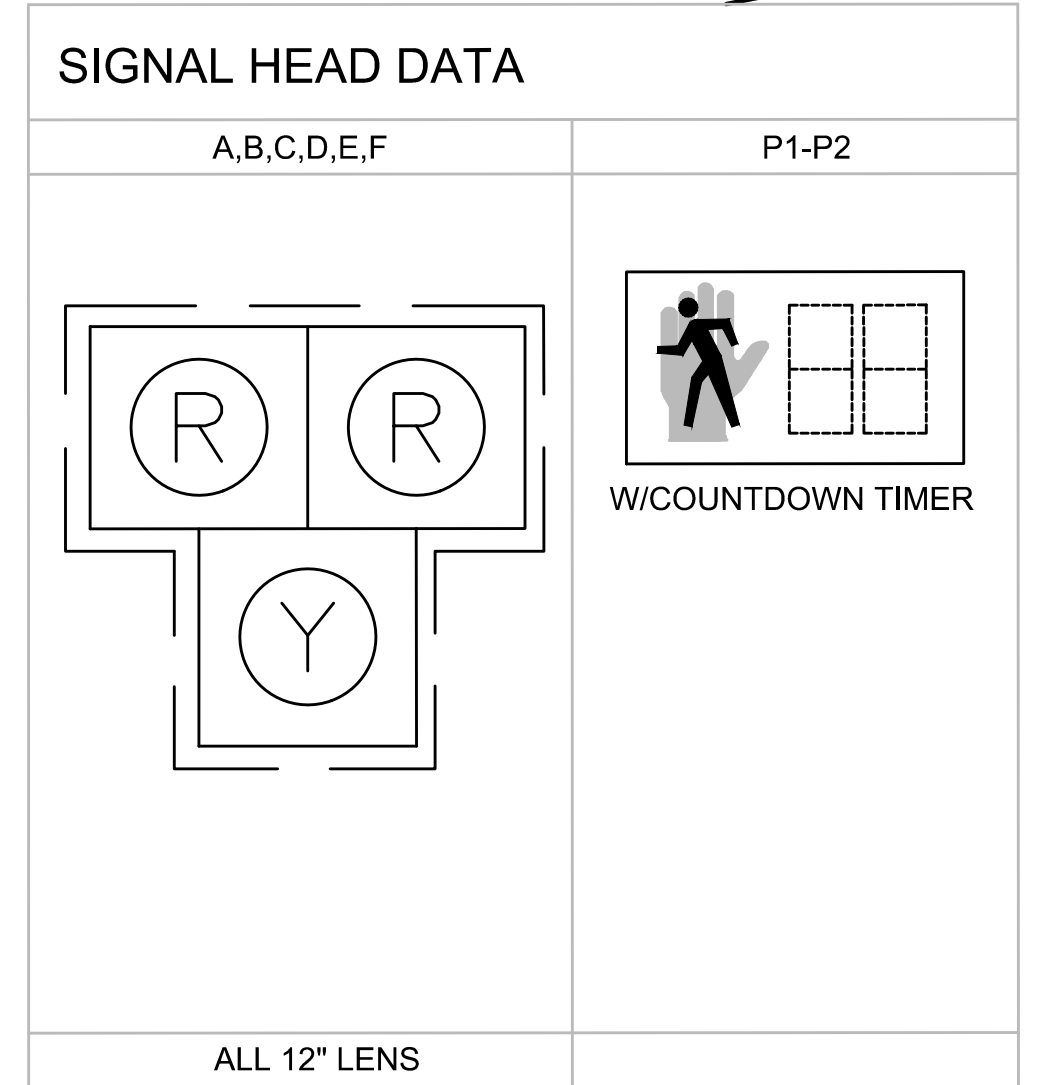 SIGNAL HEAD DATA
A,B,C,D,E,F
P1-P2
R R
Y
W/COUNTDOWN TIMER
ALL 12" LENS